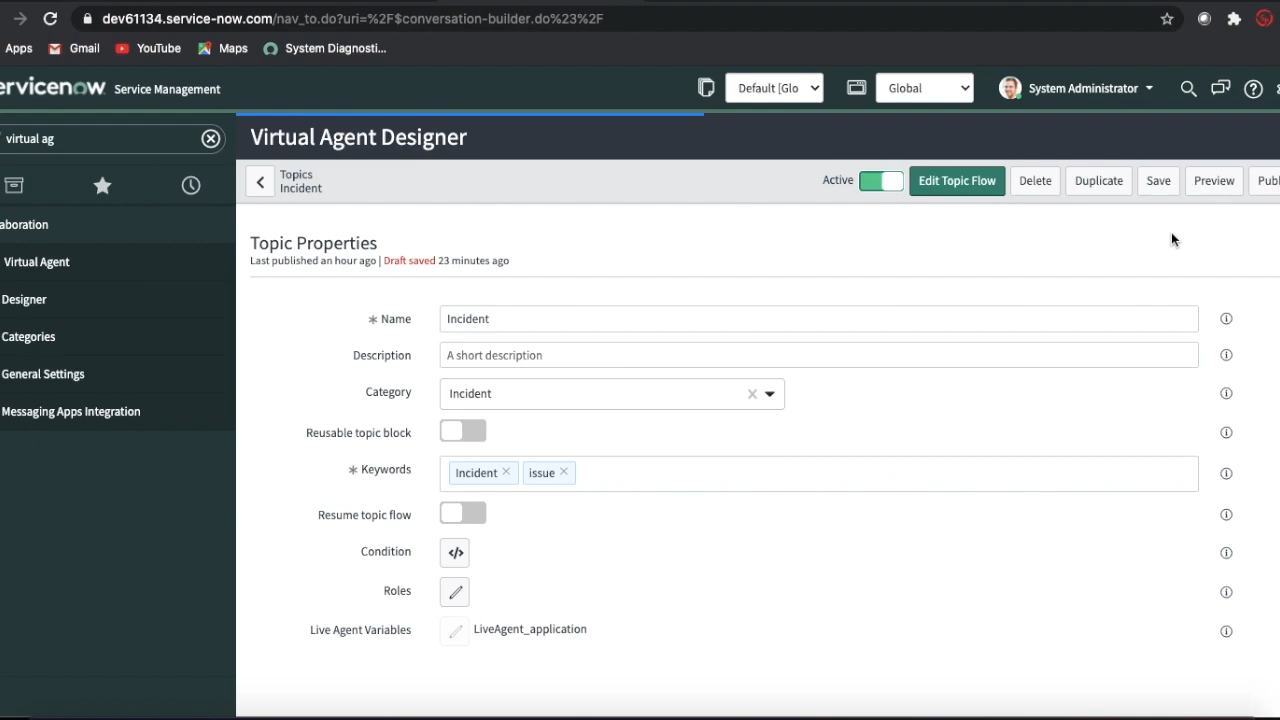 dev61134.service-now.com/nav_to.do?uri=%2F$conversation-builder.do%23%2F
Apps Gmail YouTube Maps System Diagnosti...
servicenow Service Management Default [Glo Global System Administrator
virtual ag
Virtual Agent Designer
Topics
Incident
Active Edit Topic Flow Delete Duplicate Save Preview Publ
aboration
Virtual Agent
Designer
Categories
General Settings
Messaging Apps Integration
Topic Properties
Last published an hour ago | Draft saved 23 minutes ago
* Name Incident
Description A short description
Category Incident
Reusable topic block
* Keywords Incident issue
Resume topic flow
Condition </>
Roles
Live Agent Variables LiveAgent_application